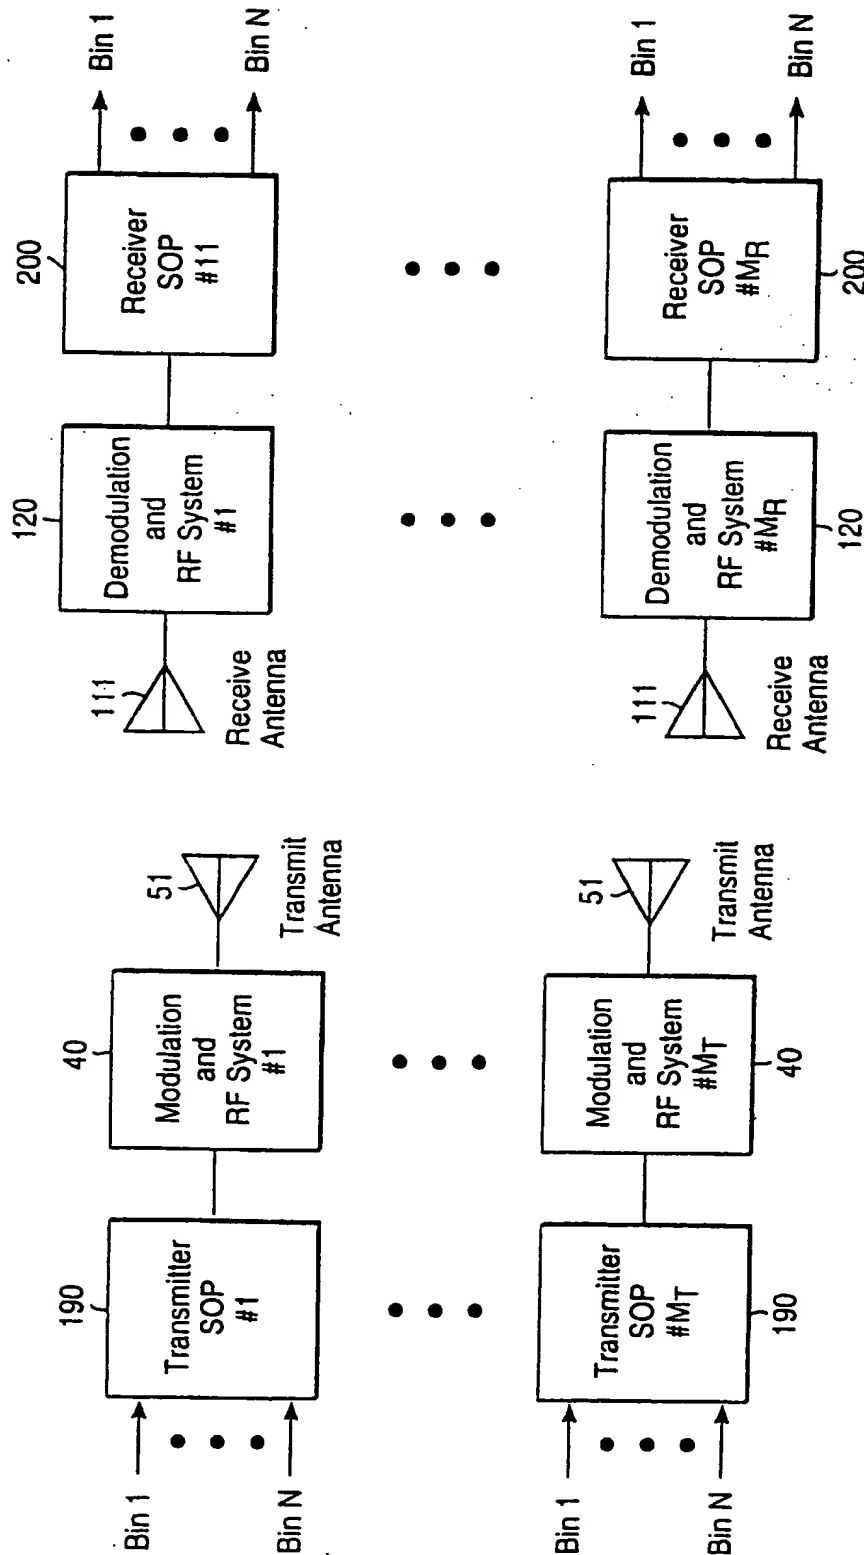 Bin 1
Bin N
190
Transmitter
SOP
#1
40
Modulation
and
RF System
#1
51
Transmit
Antenna
111
Receive
Antenna
120
Demodulation
and
RF System
#1
200
Receiver
SOP
#11
Bin 1
Bin N
Bin 1
Bin N
Transmitter
SOP
#MT
190
Modulation
and
RF System
#MT
40
51
Transmit
Antenna
111
Receive
Antenna
Demodulation
and
RF System
#MR
120
Receiver
SOP
#MR
200
Bin 1
Bin N